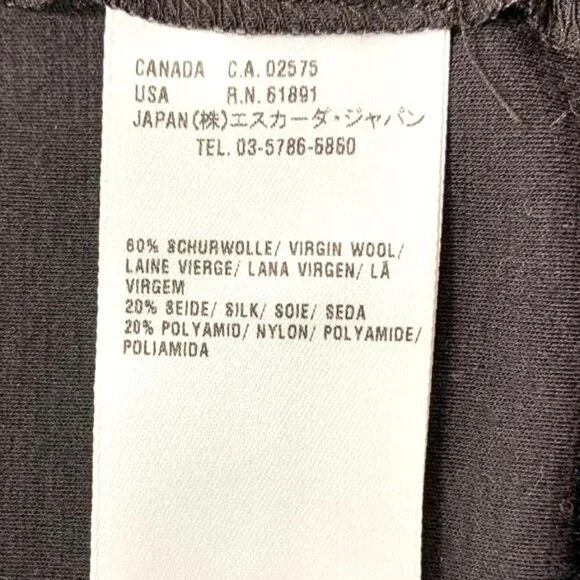 CANADA C.A. 02575
USA R.N. 61891
JAPAN(株)エスカーダ・ジャパン
TEL. 03-5786-6860
60% SCHURWOLLE/ VIRGIN WOOL/
LAINE VIERGE/ LANA VIRGEN/ LÃ
VIRGEM
20% SEIDE/ SILK/ SOIE/ SEDA
20% POLYAMID/ NYLON/ POLYAMIDE/
POLIAMIDA